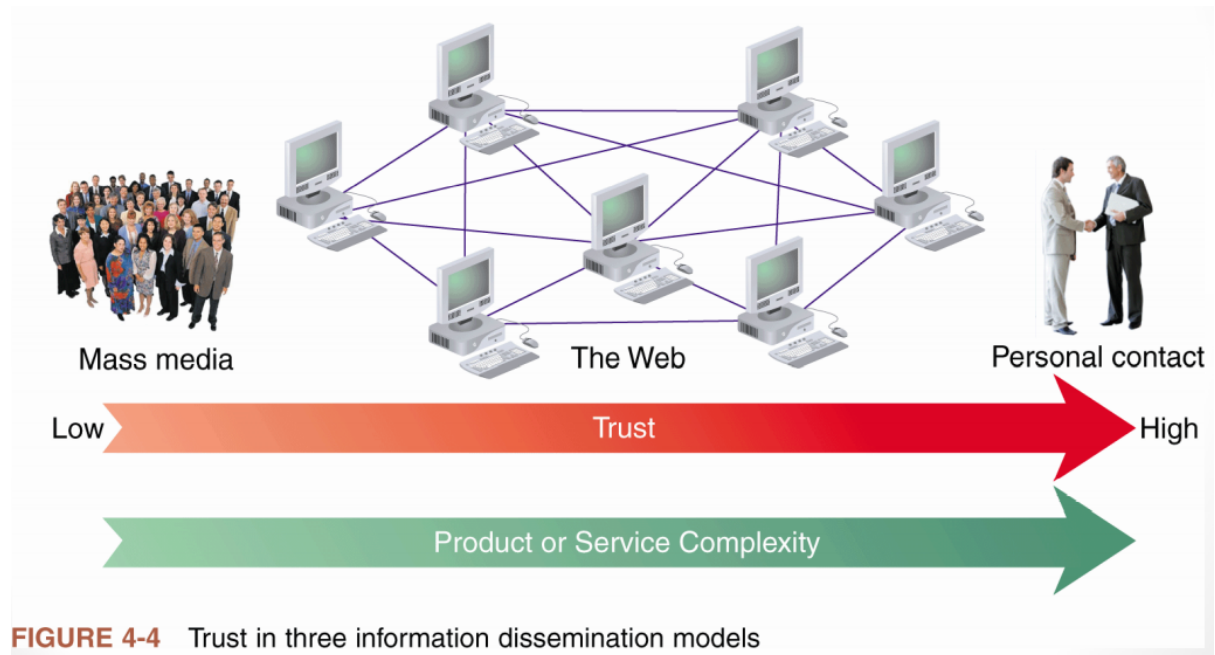 Mass media
The Web
Personal contact
Low
Trust
High
Product or Service Complexity
FIGURE 4-4 Trust in three information dissemination models